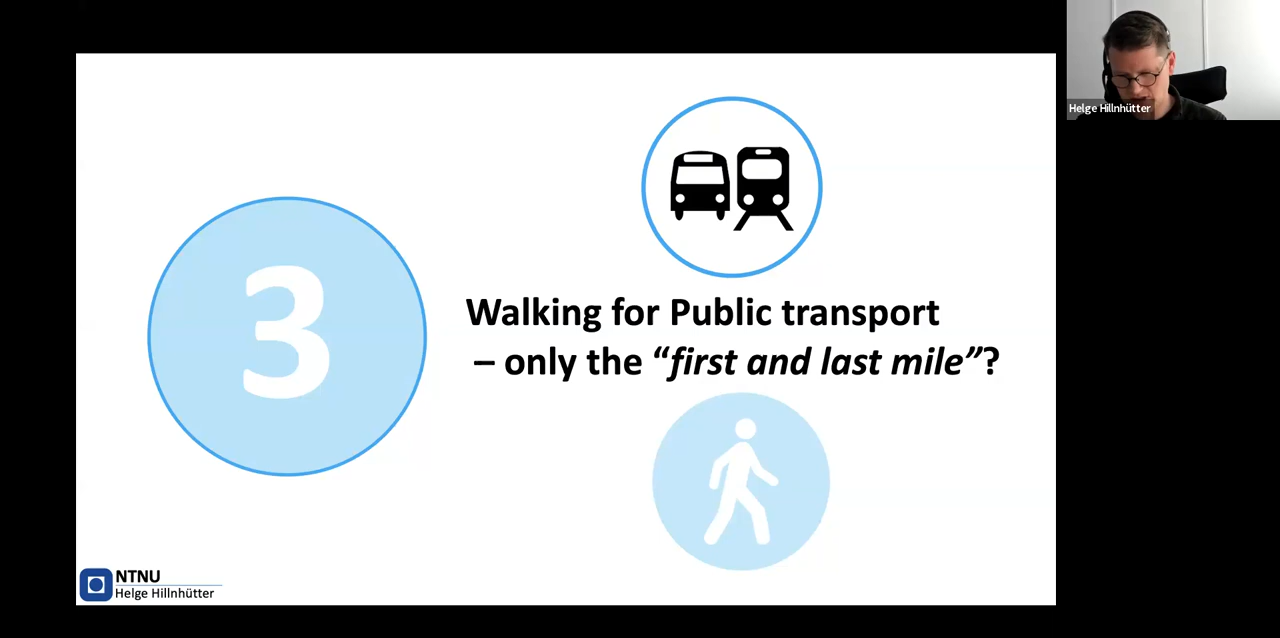 Helge Hillnhütter
3
Walking for Public transport
– only the “first and last mile”?
NTNU
Helge Hillnhütter